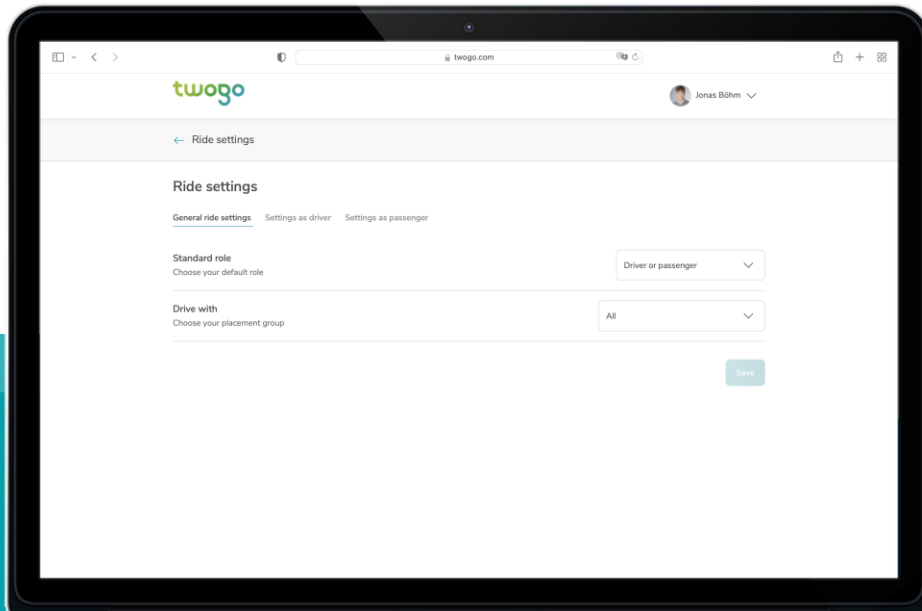 twogo.com
twogo
Jonas Böhm
← Ride settings
Ride settings
General ride settings Settings as driver Settings as passenger
Standard role
Choose your default role
Driver or passenger
Drive with
Choose your placement group
All
Save